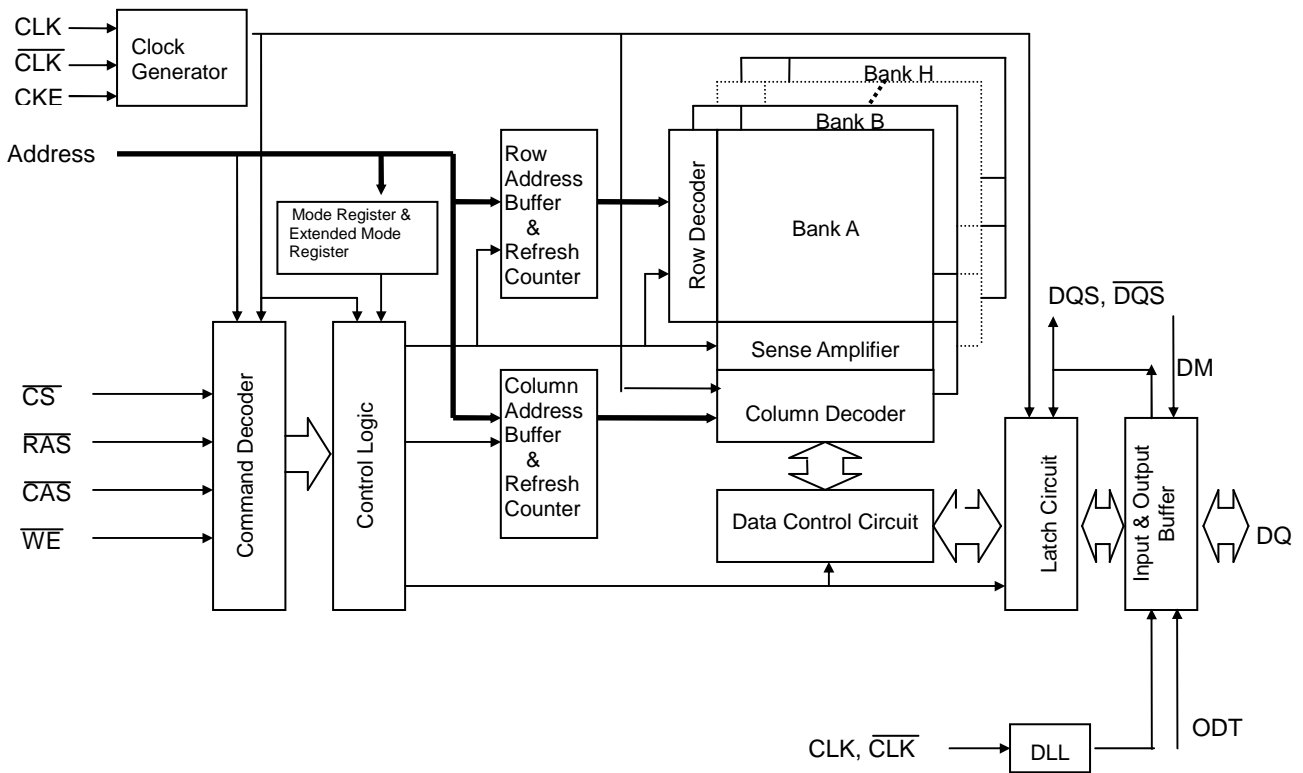 CLK
CLK
CKE
Clock
Generator
Address
Mode Register &
Extended Mode
Register
Row
Address
Buffer
&
Refresh
Counter
Bank H
Bank B
Bank A
Row Decoder
Sense Amplifier
Column Decoder
CS
RAS
CAS
WE
Command Decoder
Control Logic
Column
Address
Buffer
&
Refresh
Counter
Data Control Circuit
Latch Circuit
Input & Output
Buffer
DQS, DQS
DM
DQ
CLK, CLK
DLL
ODT